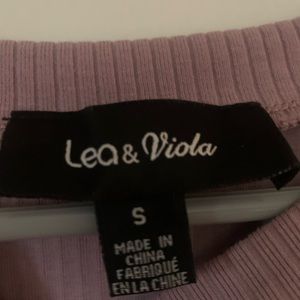 Lea & Viola
S
MADE IN
CHINA
FABRIQUÉ
EN LA CHINE